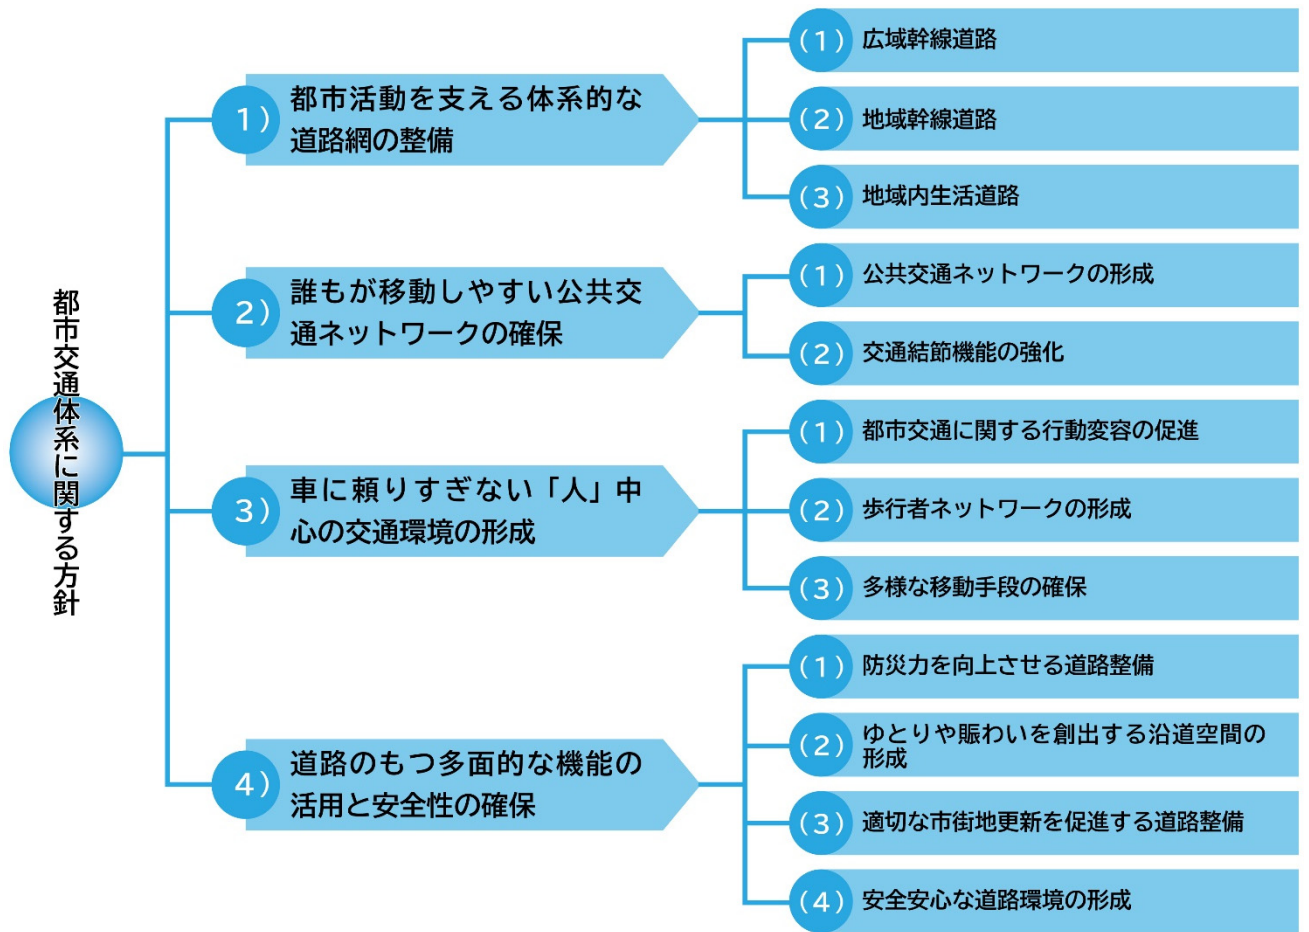 都市交通体系に関する方針
1）
都市活動を支える体系的な
道路網の整備
（1）
広域幹線道路
（2）
地域幹線道路
（3）
地域内生活道路
2）
誰もが移動しやすい公共交
通ネットワークの確保
（1）
公共交通ネットワークの形成
（2）
交通結節機能の強化
3）
車に頼りすぎない「人」中
心の交通環境の形成
（1）
都市交通に関する行動変容の促進
（2）
歩行者ネットワークの形成
（3）
多様な移動手段の確保
4）
道路のもつ多面的な機能の
活用と安全性の確保
（1）
防災力を向上させる道路整備
（2）
ゆとりや賑わいを創出する沿道空間の
形成
（3）
適切な市街地更新を促進する道路整備
（4）
安全安心な道路環境の形成